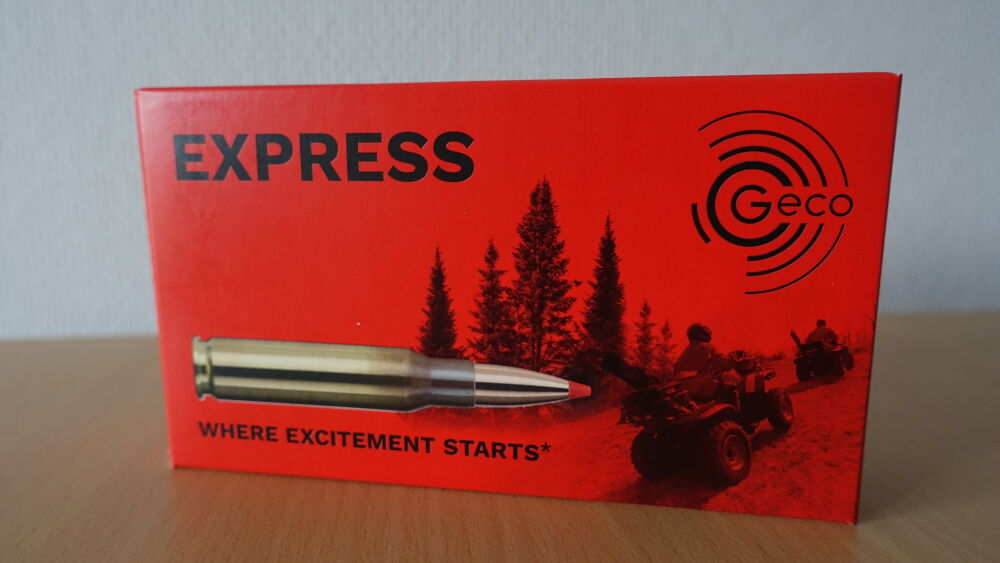 EXPRESS
Geco
WHERE EXCITEMENT STARTS*